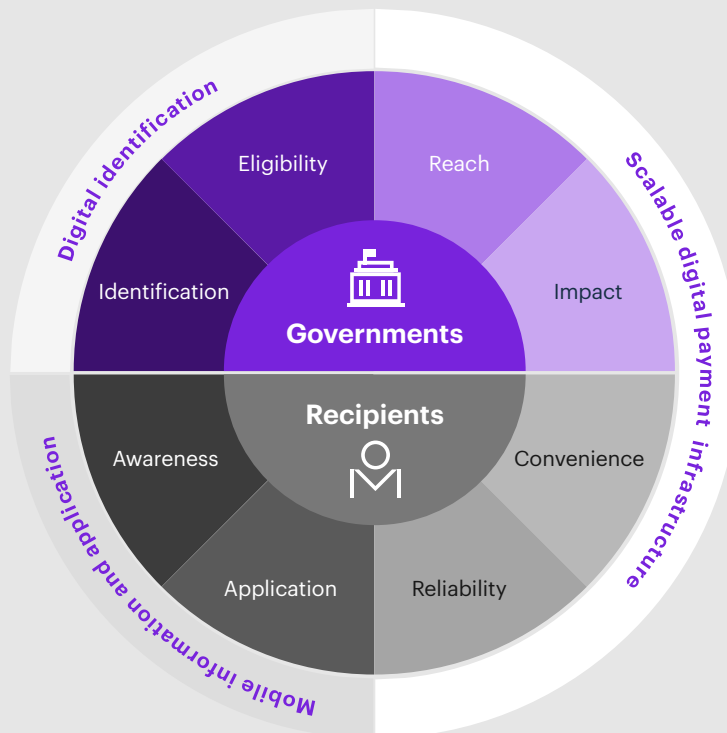 Digital identification
Scalable digital payment infrastructure
Eligibility
Reach
Identification
Impact
Governments
Recipients
Awareness
Convenience
Application
Reliability
Mobile information and application